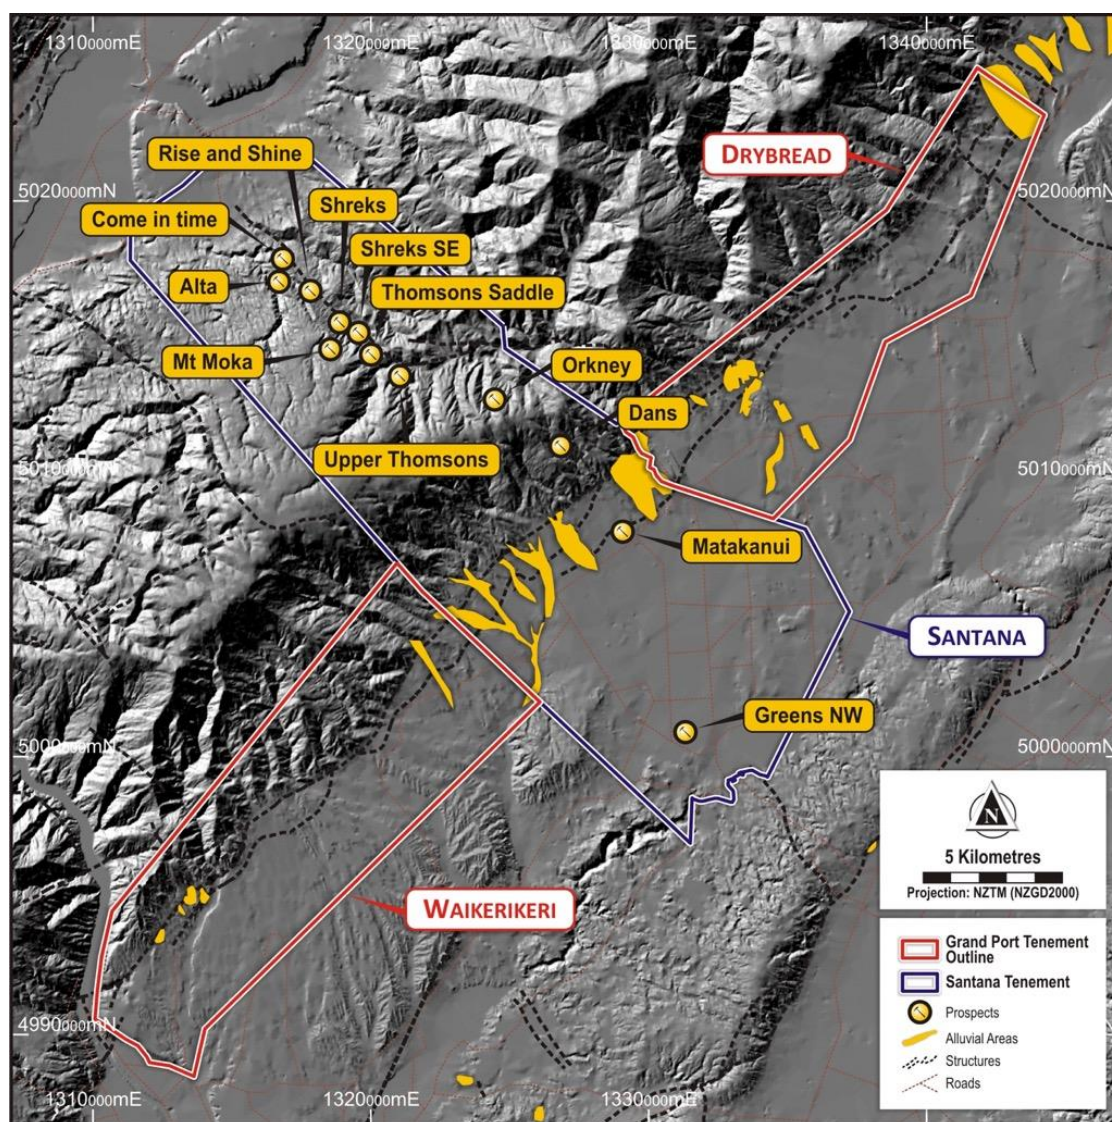 1310000mE
1320000mE
1330000mE
1340000mE
Rise and Shine
DRYBREAD
Shreks
5020000mN
5020000mN
Come in time
Shreks SE
Alta
Thomsons Saddle
Mt Moka
Orkney
Dans
Upper Thomsons
5010000mN
5010000mN
Matakanui
SANTANA
Greens NW
5000000mN
5000000mN
N
5 Kilometres
Projection: NZTM (NZGD2000)
WAIKERIKERI
Grand Port Tenement
Outline
Santana Tenement
Prospects
Alluvial Areas
Structures
Roads
4990000mN
1310000mE
1320000mE
1330000mE